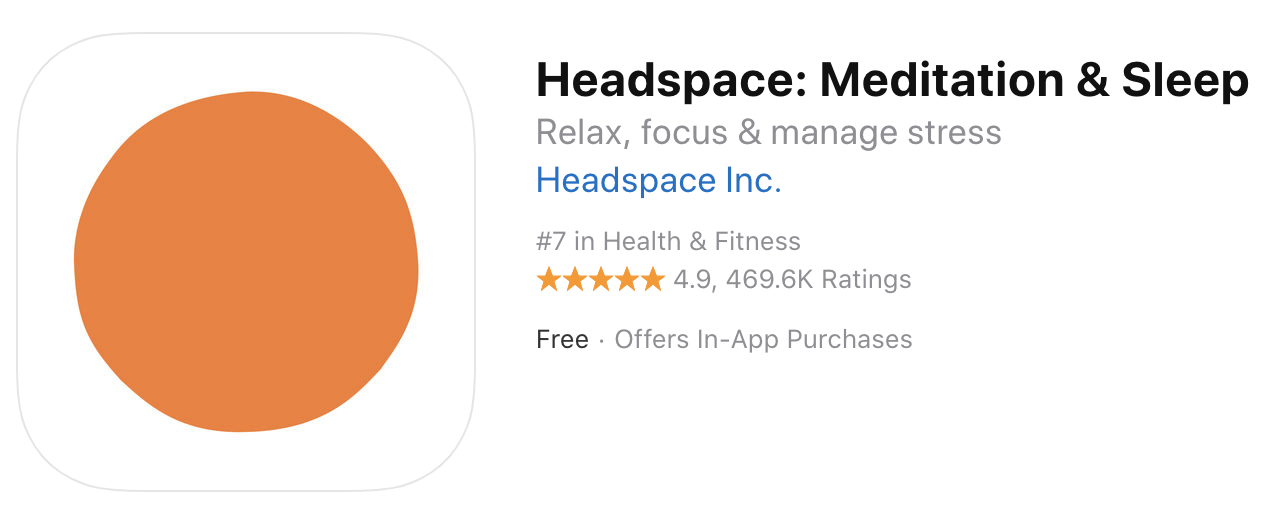 Headspace: Meditation & Sleep
Relax, focus & manage stress
Headspace Inc.
#7 in Health & Fitness
★★★★★ 4.9, 469.6K Ratings
Free · Offers In-App Purchases